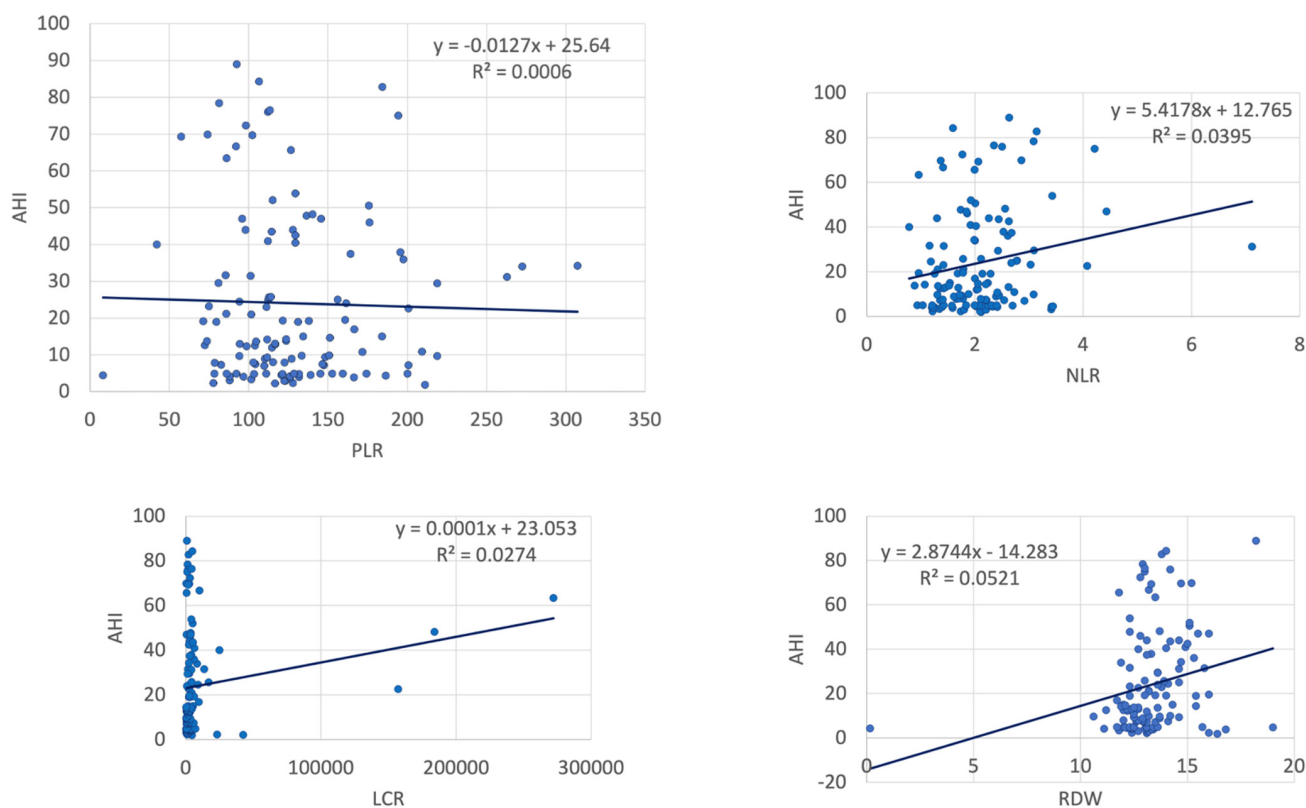 100
90
80
70
60
50
40
30
20
10
0
AHI
y = -0.0127x + 25.64
R² = 0.0006
0 50 100 150 200 250 300 350
PLR
100
80
60
40
20
0
AHI
y = 5.4178x + 12.765
R² = 0.0395
0 2 4 6 8
NLR
100
80
60
40
20
0
AHI
y = 0.0001x + 23.053
R² = 0.0274
0 100000 200000 300000
LCR
100
80
60
40
20
0
-20
AHI
y = 2.8744x - 14.283
R² = 0.0521
0 5 10 15 20
RDW